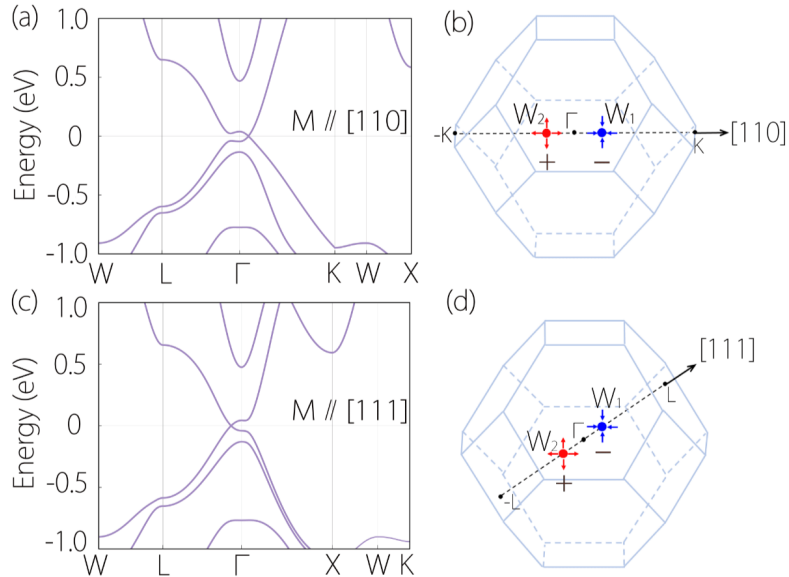 (a)
1.0
0.5
0
-0.5
-1.0
Energy (eV)
M // [110]
W L Γ K W X
(b)
W₂ Γ W₁
-K K [110]
+ −
(c)
1.0
0.5
0
-0.5
-1.0
Energy (eV)
M // [111]
W L Γ X W K
(d)
[111]
L
W₁
Γ
W₂ −
+
-L